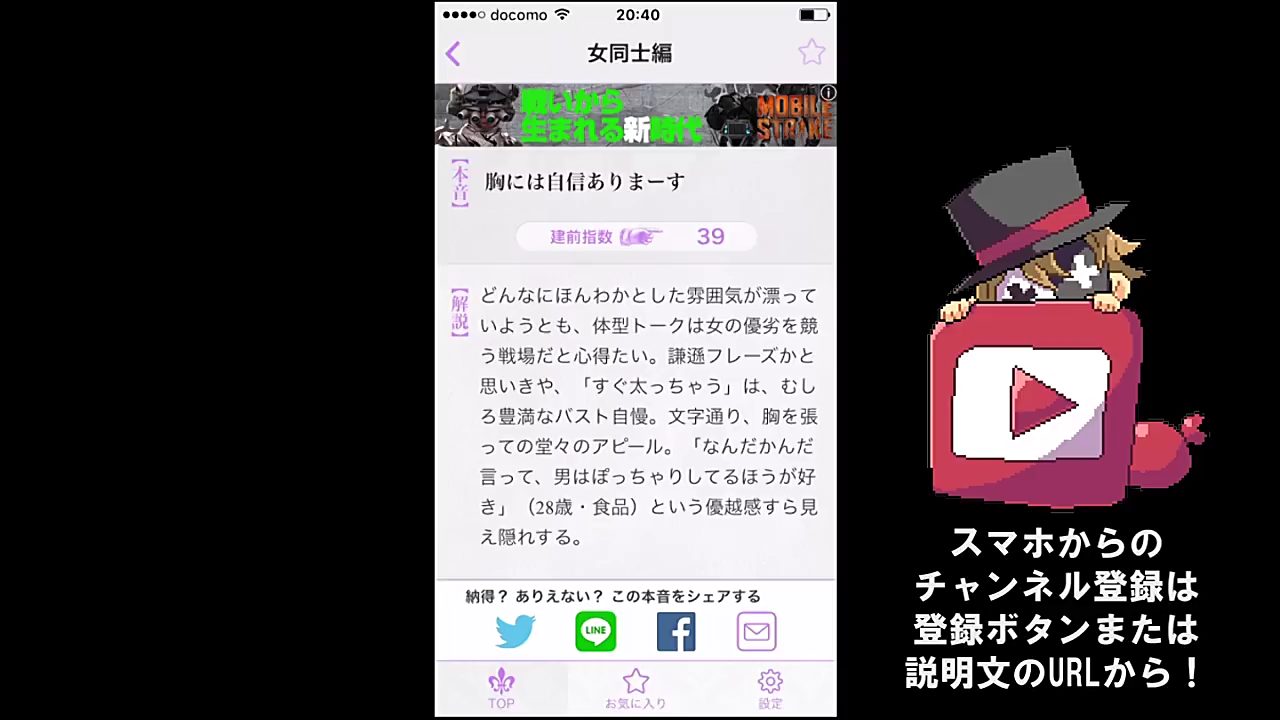 docomo
20:40
女同士編
戦いから
生まれる新時代
MOBILE
STRIKE
【本音】
胸には自信ありまーす
建前指数
39
【解説】
どんなにほんわかとした雰囲気が漂って
いようとも、体型トークは女の優劣を競
う戦場だと心得たい。謙遜フレーズかと
思いきや、「すぐ太っちゃう」は、むし
ろ豊満なバスト自慢。文字通り、胸を張
っての堂々のアピール。「なんだかんだ
言って、男はぽっちゃりしてるほうが好
き」（28歳・食品）という優越感すら見
え隠れする。
納得？ ありえない？ この本音をシェアする
LINE
TOP
お気に入り
設定
スマホからの
チャンネル登録は
登録ボタンまたは
説明文のURLから！